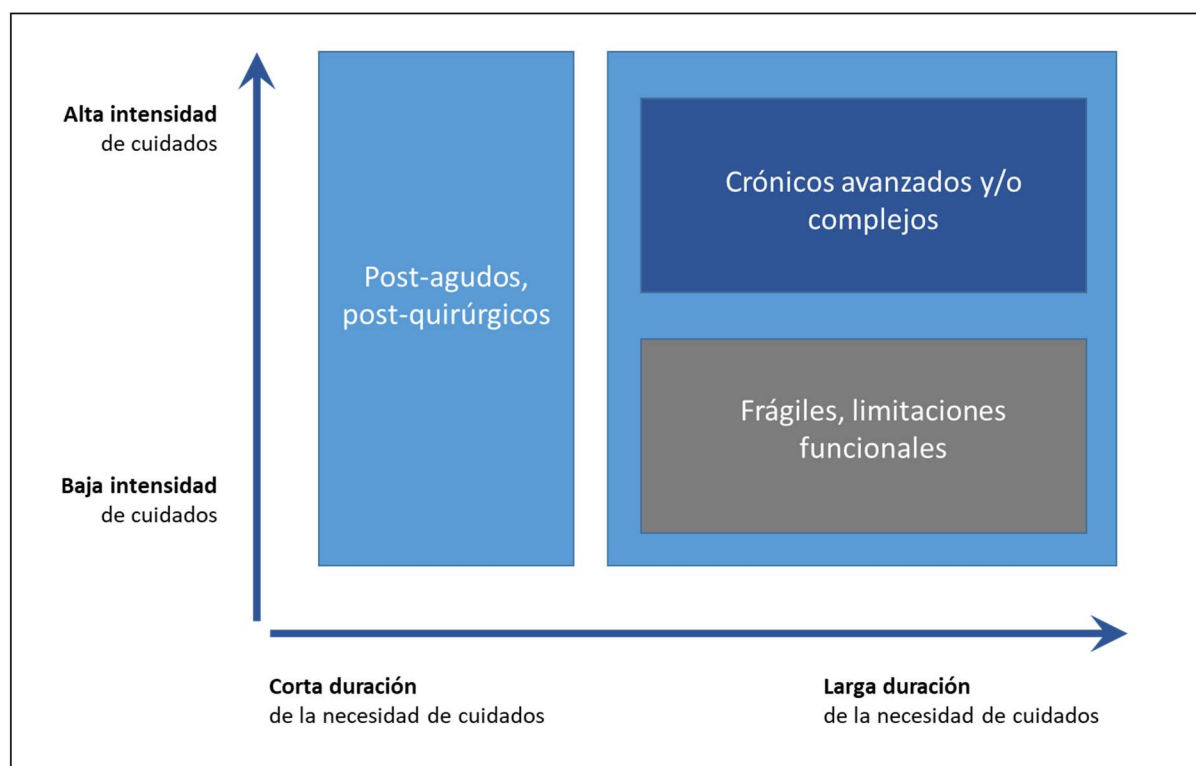 Alta intensidad
de cuidados
Baja intensidad
de cuidados
Post-agudos,
post-quirúrgicos
Crónicos avanzados y/o
complejos
Frágiles, limitaciones
funcionales
Corta duración
de la necesidad de cuidados
Larga duración
de la necesidad de cuidados